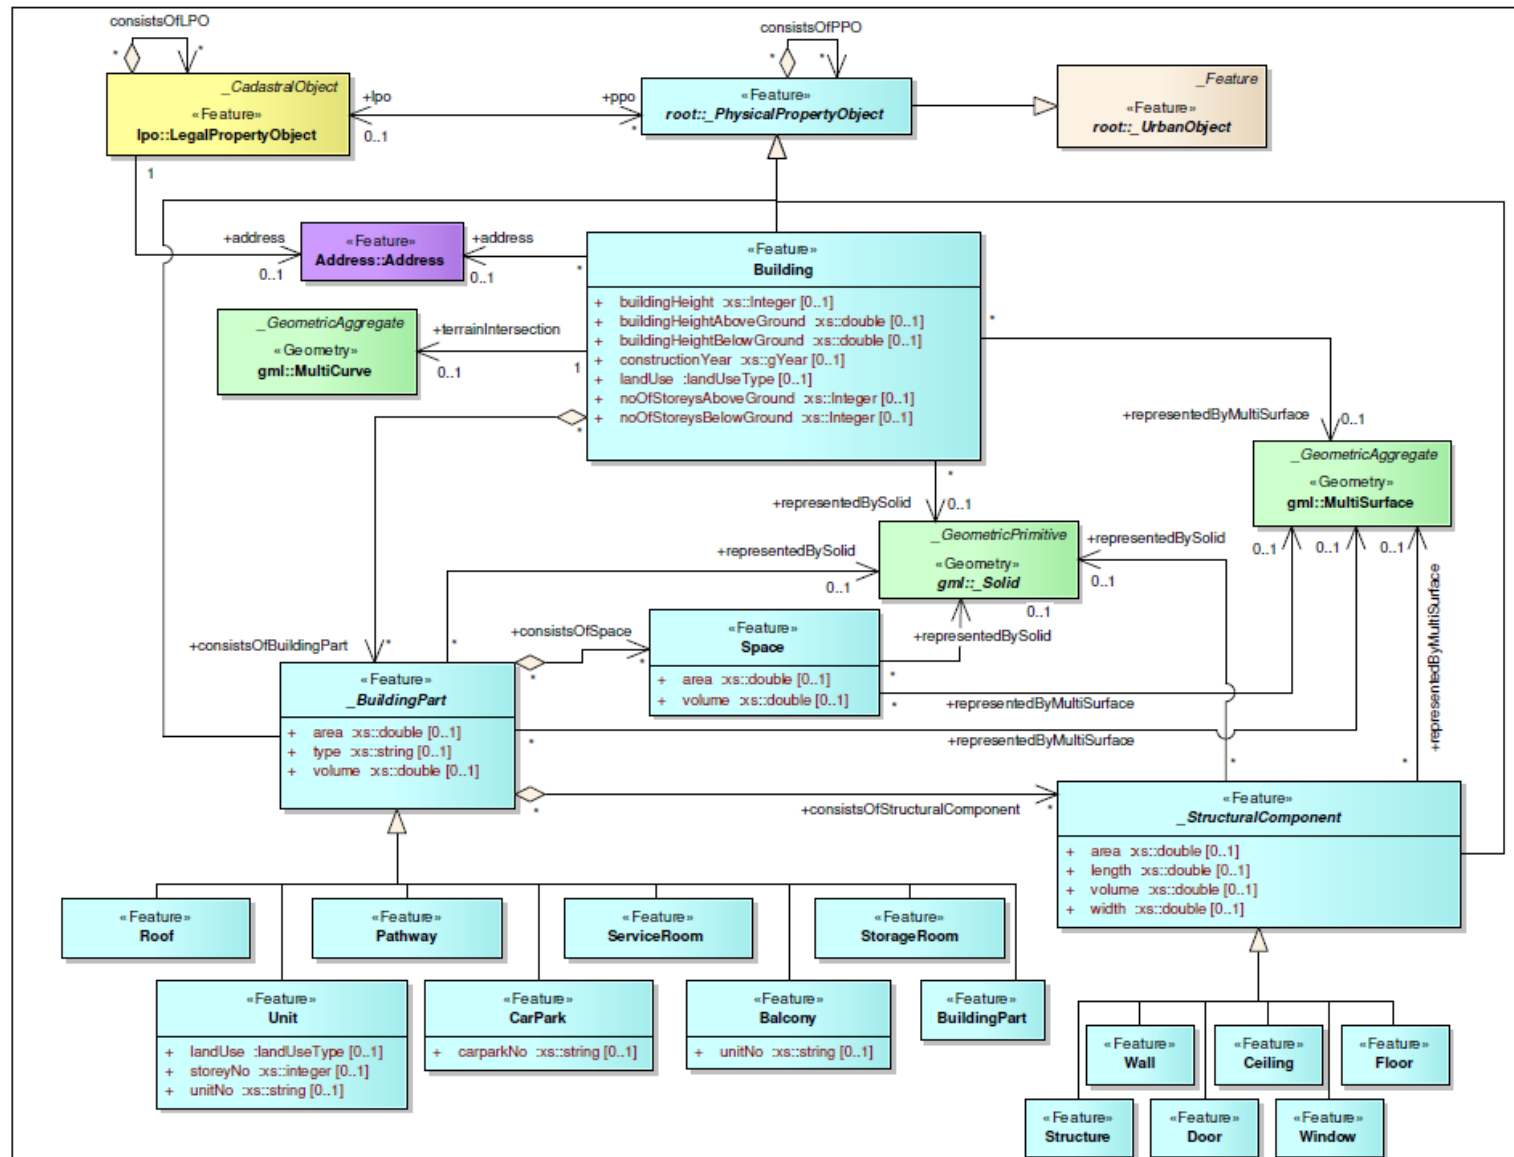 consistsOfLPO
*
*
consistsOfPPO
*
*
_CadastralObject
«Feature»
lpo::LegalPropertyObject
+lpo
0..1
+ppo
*
«Feature»
root::_PhysicalPropertyObject
_Feature
«Feature»
root::_UrbanObject
1
+address
0..1
«Feature»
Address::Address
+address
0..1
*
_GeometricAggregate
«Geometry»
gml::MultiCurve
+terrainIntersection
0..1
1
«Feature»
Building
+ buildingHeight :xs::Integer [0..1]
+ buildingHeightAboveGround :xs::double [0..1]
+ buildingHeightBelowGround :xs::double [0..1]
+ constructionYear :xs::gYear [0..1]
+ landUse :landUseType [0..1]
+ noOfStoreysAboveGround :xs::Integer [0..1]
+ noOfStoreysBelowGround :xs::Integer [0..1]
*
*
+representedByMultiSurface
0..1
_GeometricAggregate
«Geometry»
gml::MultiSurface
*
+representedBySolid
0..1
_GeometricPrimitive
«Geometry»
gml::_Solid
+representedBySolid
0..1
*
+representedBySolid
0..1
0..1
0..1
0..1
0..1
+representedByMultiSurface
+consistsOfBuildingPart
*
+consistsOfSpace
*
*
«Feature»
Space
+ area :xs::double [0..1]
+ volume :xs::double [0..1]
+representedBySolid
*
*
+representedByMultiSurface
«Feature»
_BuildingPart
+ area :xs::double [0..1]
+ type :xs::string [0..1]
+ volume :xs::double [0..1]
*
+representedByMultiSurface
*
+consistsOfStructuralComponent
*
*
*
«Feature»
_StructuralComponent
+ area :xs::double [0..1]
+ length :xs::double [0..1]
+ volume :xs::double [0..1]
+ width :xs::double [0..1]
«Feature»
Roof
«Feature»
Pathway
«Feature»
ServiceRoom
«Feature»
StorageRoom
«Feature»
Unit
+ landUse :landUseType [0..1]
+ storeyNo :xs::integer [0..1]
+ unitNo :xs::string [0..1]
«Feature»
CarPark
+ carparkNo :xs::string [0..1]
«Feature»
Balcony
+ unitNo :xs::string [0..1]
«Feature»
BuildingPart
«Feature»
Wall
«Feature»
Ceiling
«Feature»
Floor
«Feature»
Structure
«Feature»
Door
«Feature»
Window